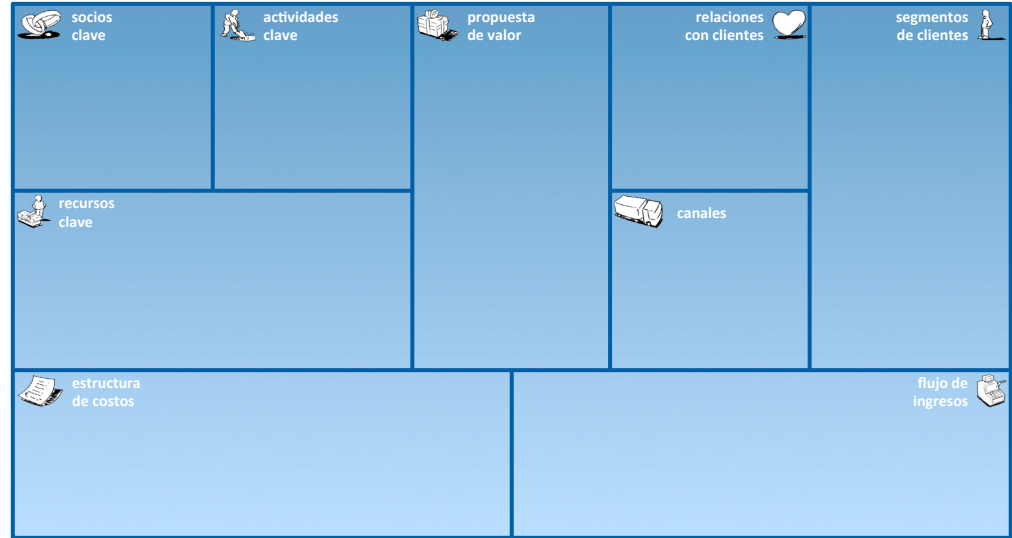 socios
clave
actividades
clave
propuesta
de valor
relaciones
con clientes
segmentos
de clientes
recursos
clave
canales
estructura
de costos
flujo de
ingresos